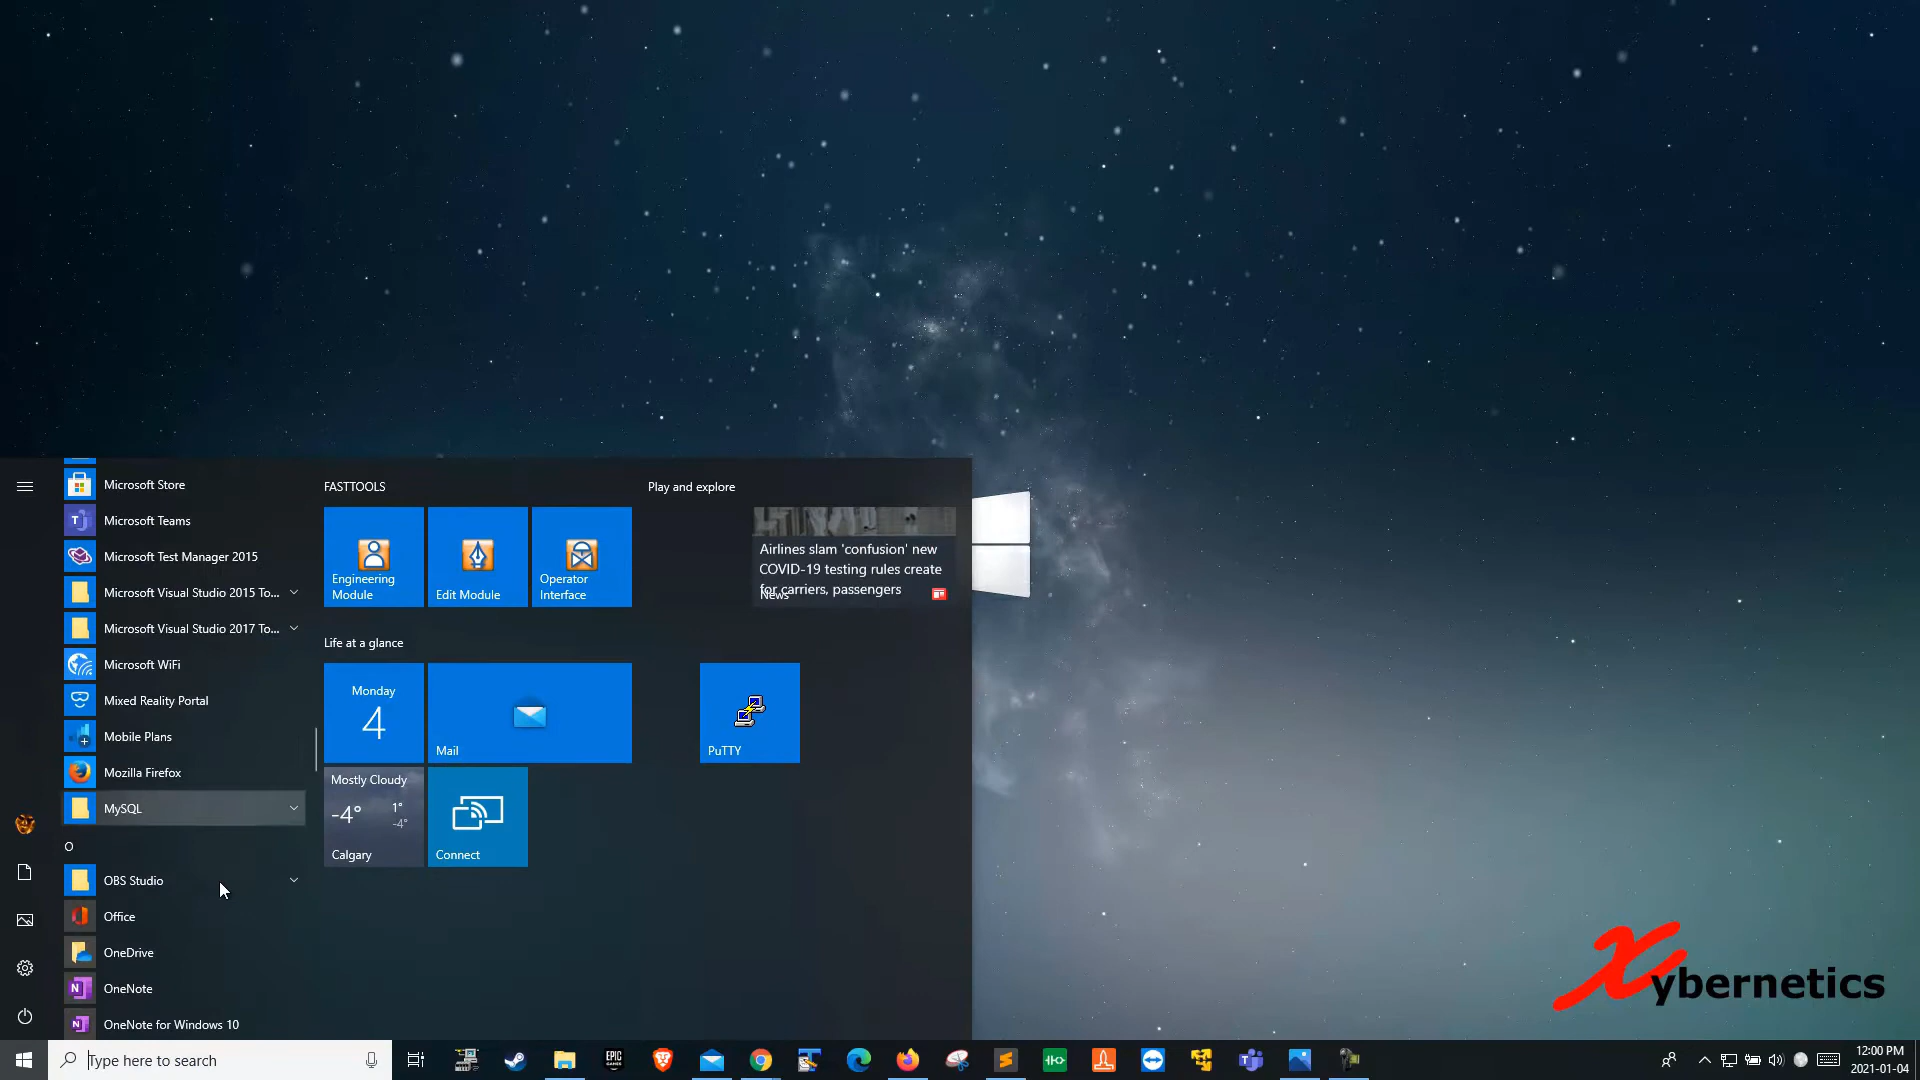 Microsoft Store
Microsoft Teams
Microsoft Test Manager 2015
Microsoft Visual Studio 2015 To...
Microsoft Visual Studio 2017 To...
Microsoft WiFi
Mixed Reality Portal
Mobile Plans
Mozilla Firefox
MySQL
O
OBS Studio
Office
OneDrive
OneNote
OneNote for Windows 10
FASTTOOLS
Engineering
Module
Edit Module
Operator
Interface
Life at a glance
Monday
4
Mail
Mostly Cloudy
-4°
1°
-4°
Calgary
Connect
Play and explore
Airlines slam 'confusion' new
COVID-19 testing rules create
for carriers, passengers
News
PuTTY
Xybernetics
Type here to search
EPIC
GAMES
12:00 PM
2021-01-04